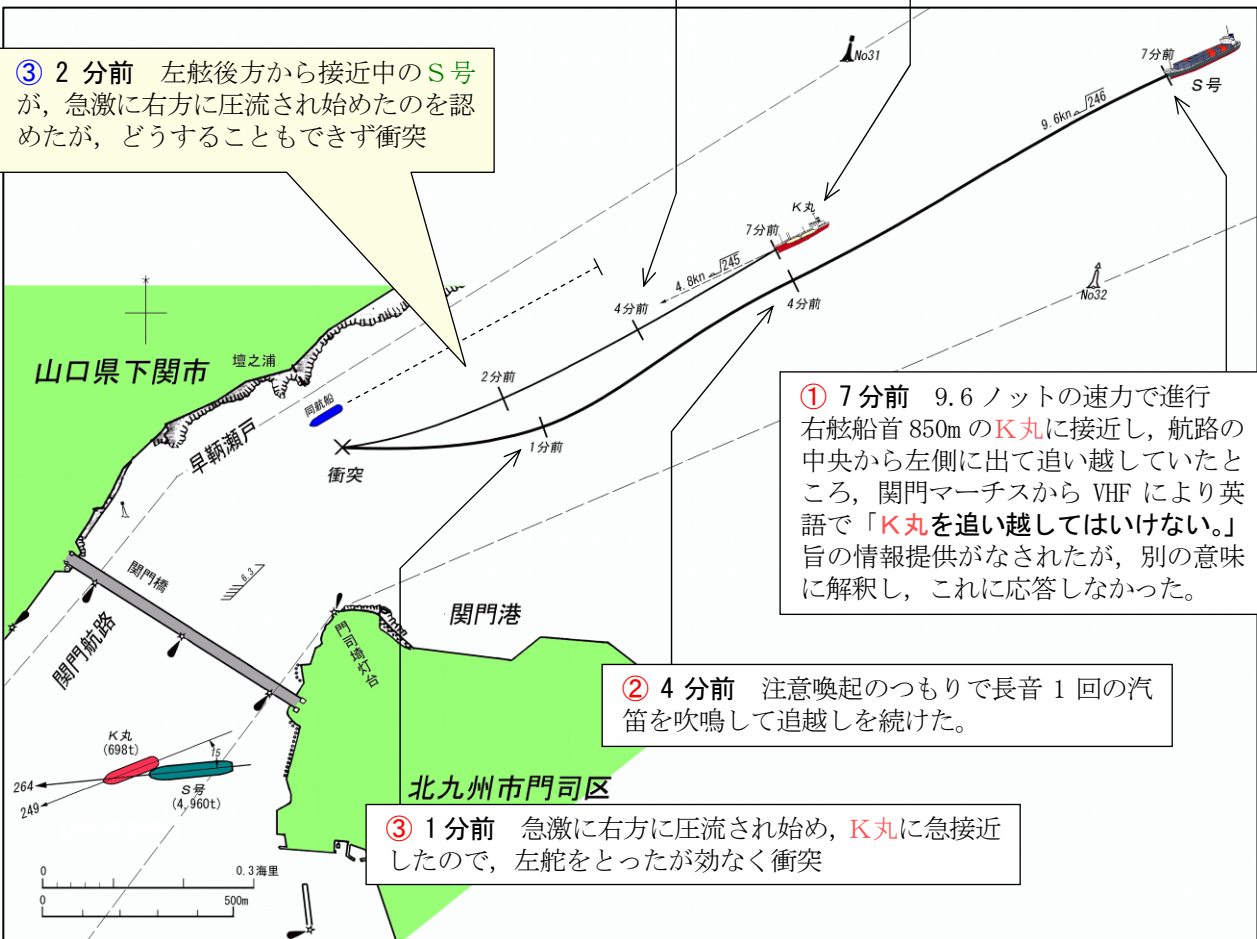 ③ 2 分前　左舷後方から接近中のＳ号
が，急激に右方に圧流され始めたのを認
めたが，どうすることもできず衝突
No31
7分前
Ｓ号
9.6kn
246
Ｋ丸
7分前
4.8kn
245
4分前
4分前
No32
山口県下関市
壇之浦
2分前
同航船
1分前
早鞆瀬戸
衝突
① 7 分前　9.6 ノットの速力で進行
右舷船首 850m のＫ丸に接近し，航路の
中央から左側に出て追い越していたと
ころ，関門マーチスから VHF により英
語で「Ｋ丸を追い越してはいけない。」
旨の情報提供がなされたが，別の意味
に解釈し，これに応答しなかった。
関門橋
6.3
関門航路
門司埼灯台
関門港
② 4 分前　注意喚起のつもりで長音 1 回の汽
笛を吹鳴して追越しを続けた。
Ｋ丸
(698t)
15
264
249
Ｓ号
(4,960t)
北九州市門司区
③ 1 分前　急激に右方に圧流され始め，Ｋ丸に急接近
したので，左舵をとったが効なく衝突
0
0.3海里
0
500m